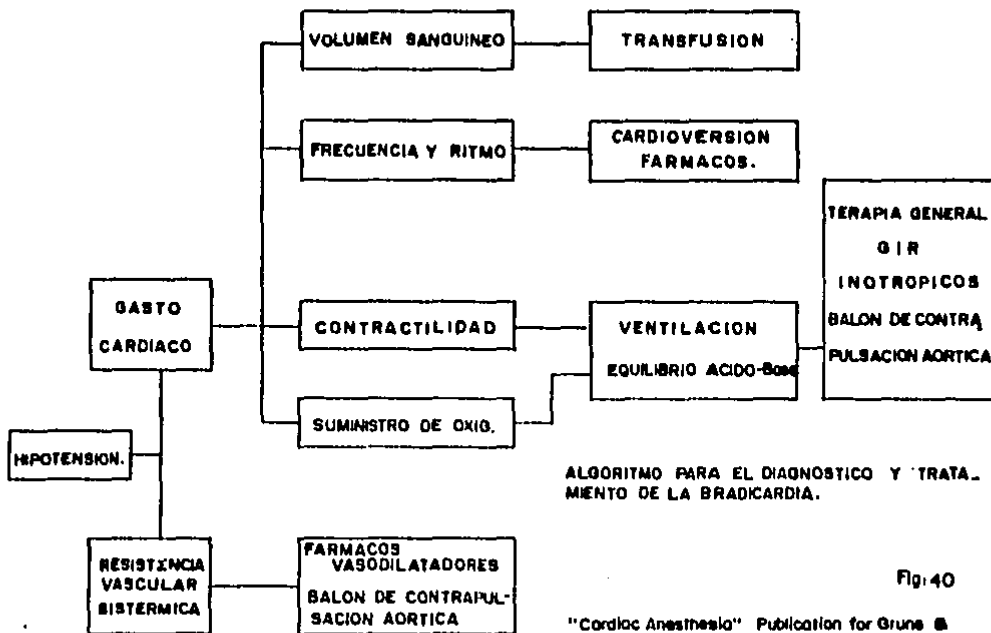 VOLUMEN SANGUINEO
TRANSFUSION
FRECUENCIA Y RITMO
CARDIOVERSION
FARMACOS.
TERAPIA GENERAL
GIR
INOTROPICOS
BALON DE CONTRA
PULSACION AORTICA
GASTO
CARDIACO
CONTRACTILIDAD
VENTILACION
EQUILIBRIO ACIDO-Base
SUMINISTRO DE OXIG.
HIPOTENSION.
ALGORITMO PARA EL DIAGNOSTICO Y TRATA_
MIENTO DE LA BRADICARDIA.
RESISTENCIA
VASCULAR
SISTERMICA
FARMACOS
VASODILATADORES
BALON DE CONTRAPUL-
SACION AORTICA
Fig: 40
"Cardiac Anesthesia" Publication for Grune